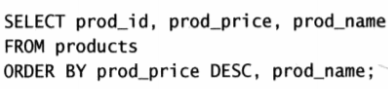 SELECT prod_id, prod_price, prod_name
FROM products
ORDER BY prod_price DESC, prod_name;